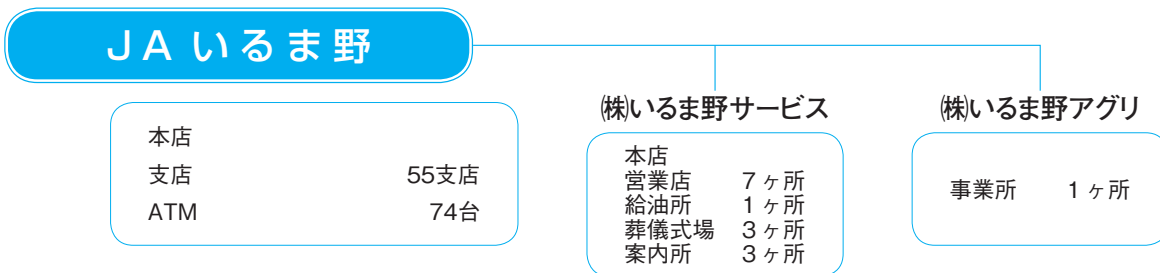 JAいるま野
本店
支店 55支店
ATM 74台
㈱いるま野サービス
本店
営業店 7ヶ所
給油所 1ヶ所
葬儀式場 3ヶ所
案内所 3ヶ所
㈱いるま野アグリ
事業所 1ヶ所